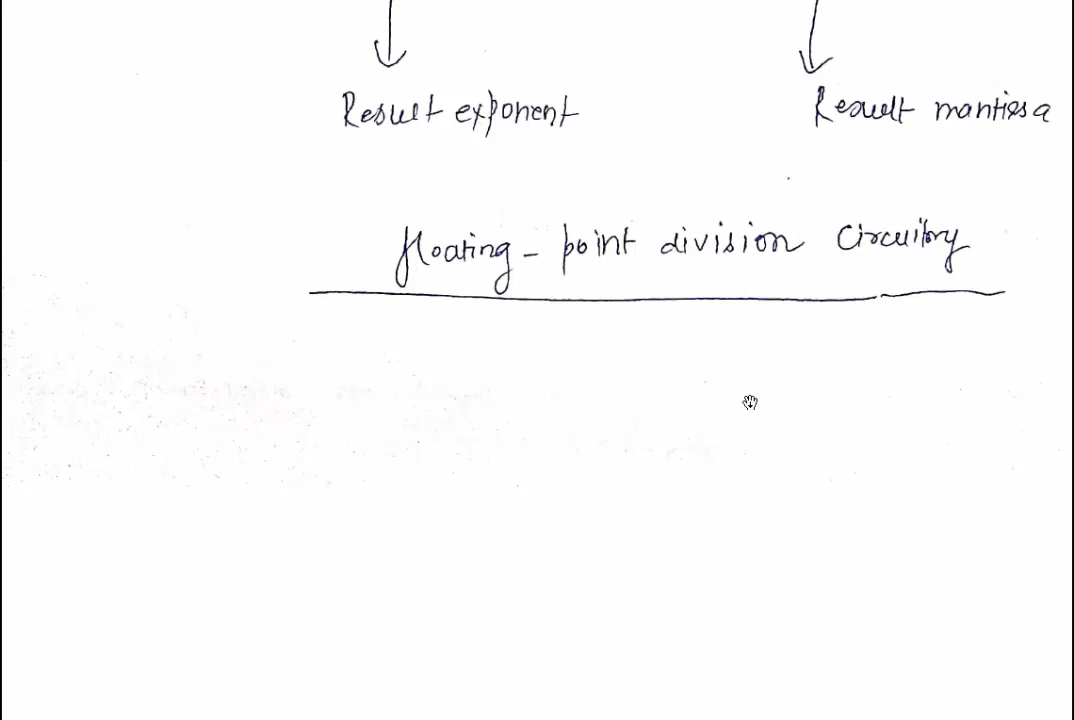 Result exponent
Result mantissa
floating - point division Circuitry